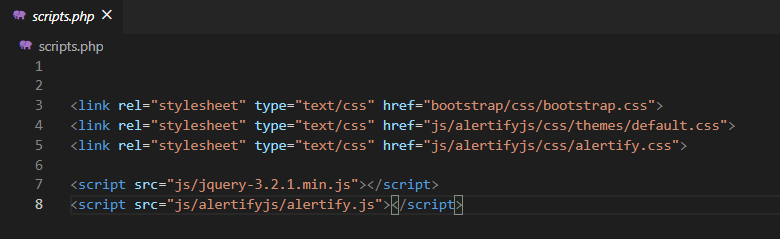 scripts.php ×
scripts.php
1
2
3 <link rel="stylesheet" type="text/css" href="bootstrap/css/bootstrap.css">
4 <link rel="stylesheet" type="text/css" href="js/alertifyjs/css/themes/default.css">
5 <link rel="stylesheet" type="text/css" href="js/alertifyjs/css/alertify.css">
6
7 <script src="js/jquery-3.2.1.min.js"></script>
8 <script src="js/alertifyjs/alertify.js"></script>